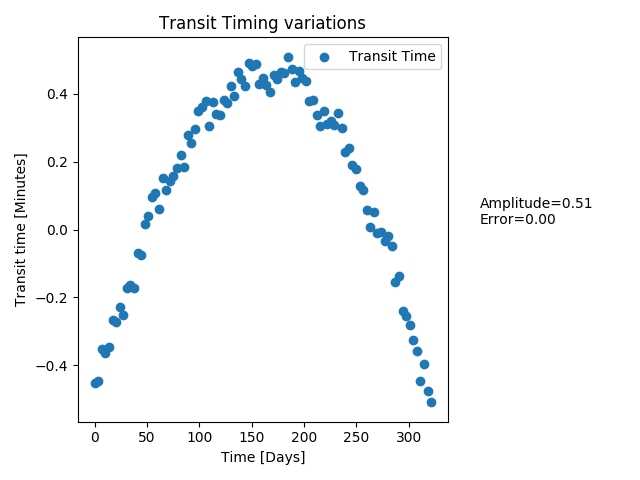 Transit Timing variations
Transit Time
Transit time [Minutes]
0.4
0.2
0.0
−0.2
−0.4
0
50
100
150
200
250
300
Time [Days]
Amplitude=0.51
Error=0.00